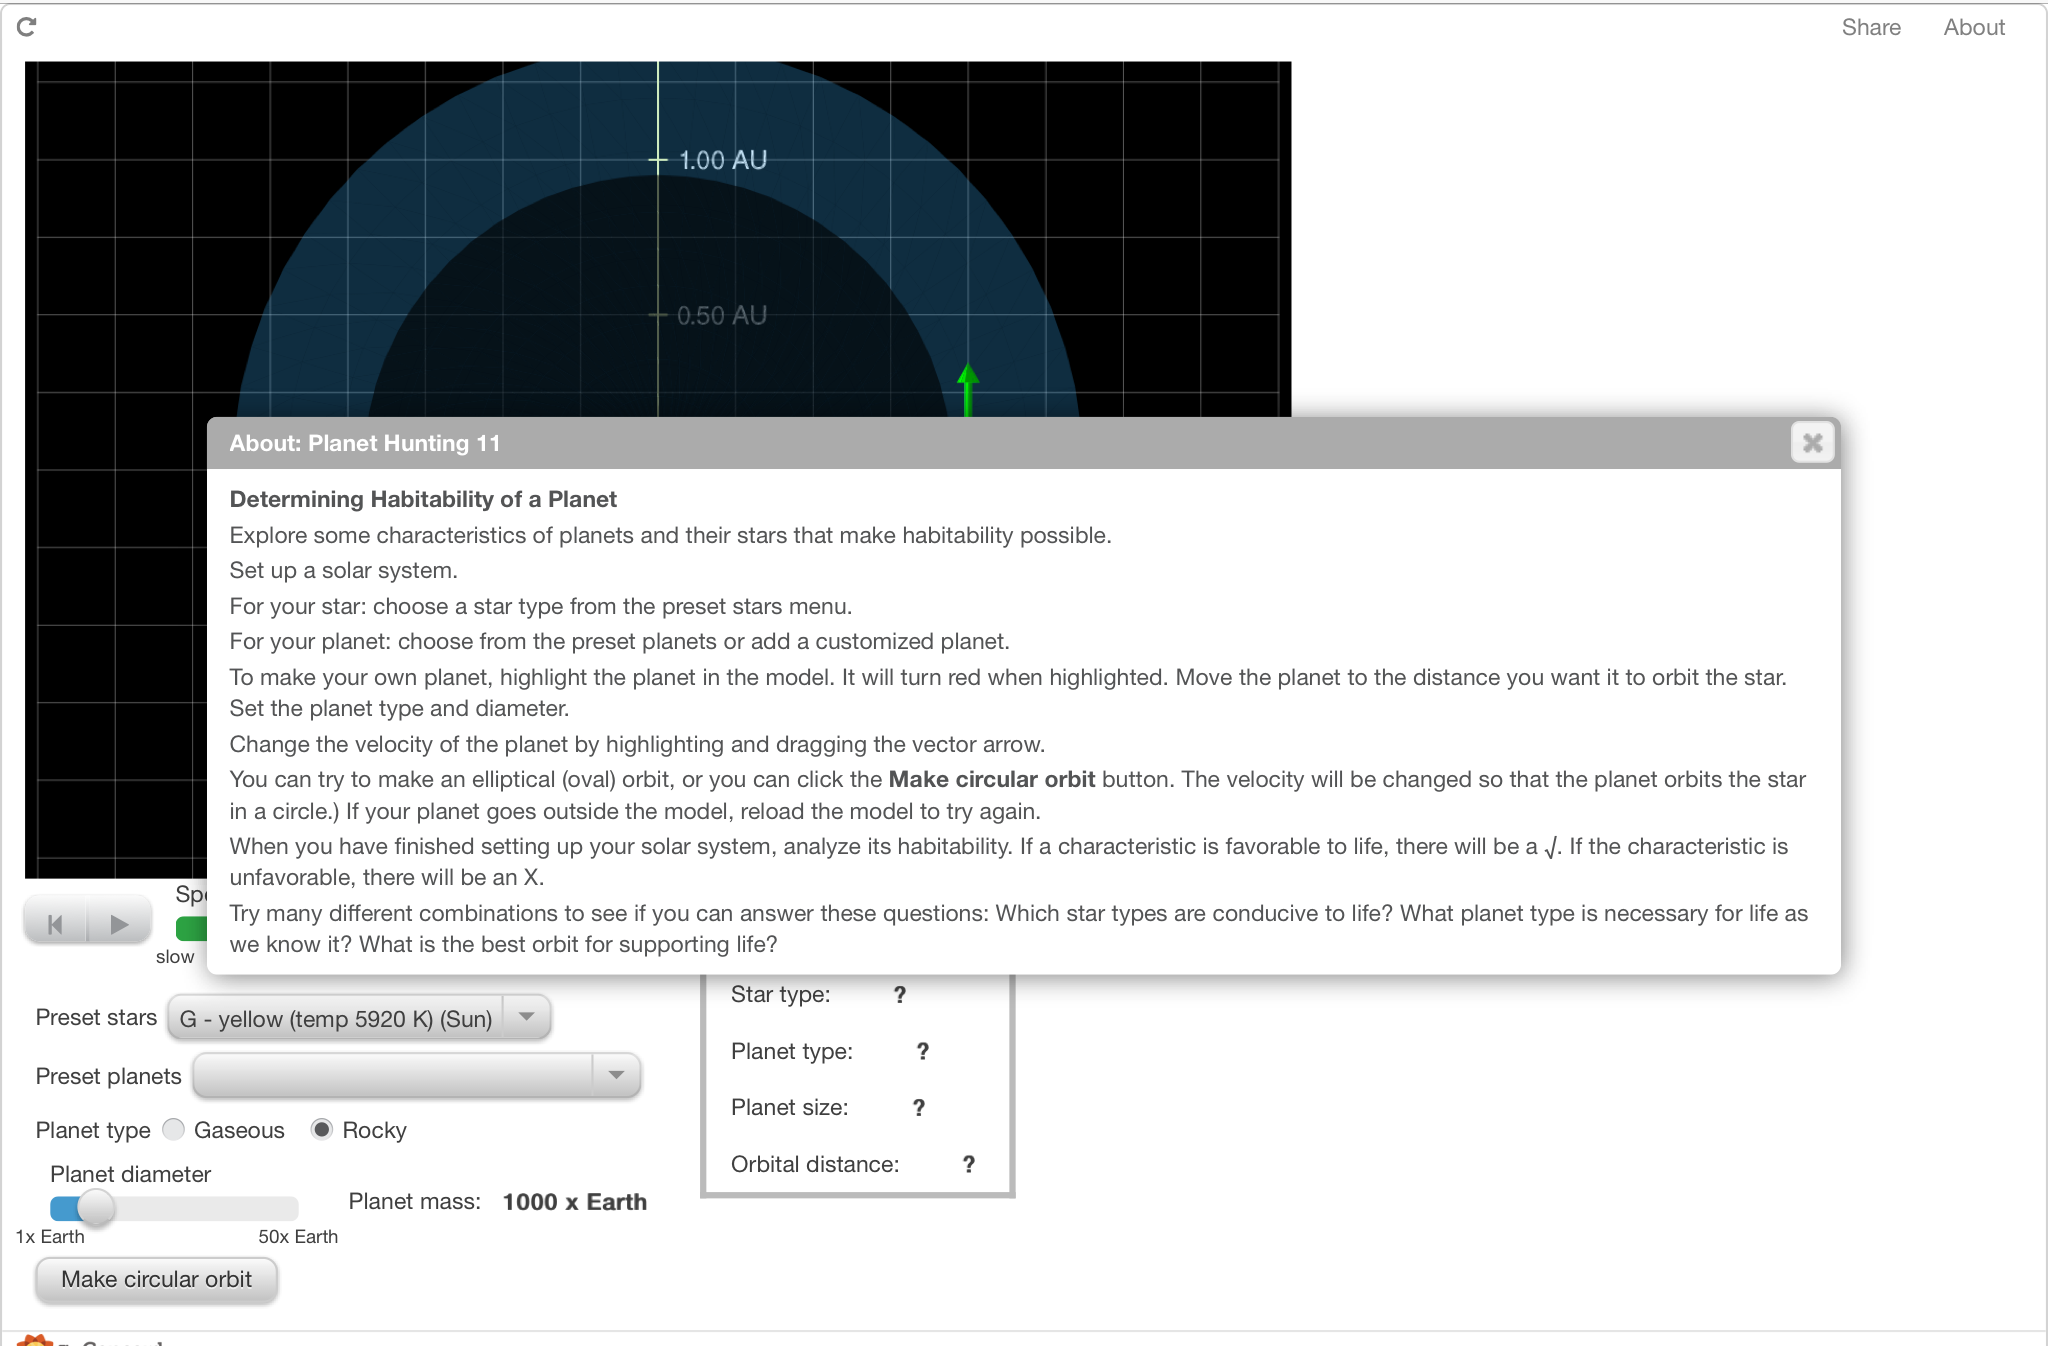 Share About
1.00 AU
0.50 AU
About: Planet Hunting 11
Determining Habitability of a Planet
Explore some characteristics of planets and their stars that make habitability possible.
Set up a solar system.
For your star: choose a star type from the preset stars menu.
For your planet: choose from the preset planets or add a customized planet.
To make your own planet, highlight the planet in the model. It will turn red when highlighted. Move the planet to the distance you want it to orbit the star.
Set the planet type and diameter.
Change the velocity of the planet by highlighting and dragging the vector arrow.
You can try to make an elliptical (oval) orbit, or you can click the Make circular orbit button. The velocity will be changed so that the planet orbits the star
in a circle.) If your planet goes outside the model, reload the model to try again.
When you have finished setting up your solar system, analyze its habitability. If a characteristic is favorable to life, there will be a √. If the characteristic is
unfavorable, there will be an X.
Try many different combinations to see if you can answer these questions: Which star types are conducive to life? What planet type is necessary for life as
we know it? What is the best orbit for supporting life?
slow
Preset stars G - yellow (temp 5920 K) (Sun)
Preset planets
Planet type Gaseous Rocky
Planet diameter
1x Earth 50x Earth
Planet mass: 1000 x Earth
Make circular orbit
Star type: ?
Planet type: ?
Planet size: ?
Orbital distance: ?